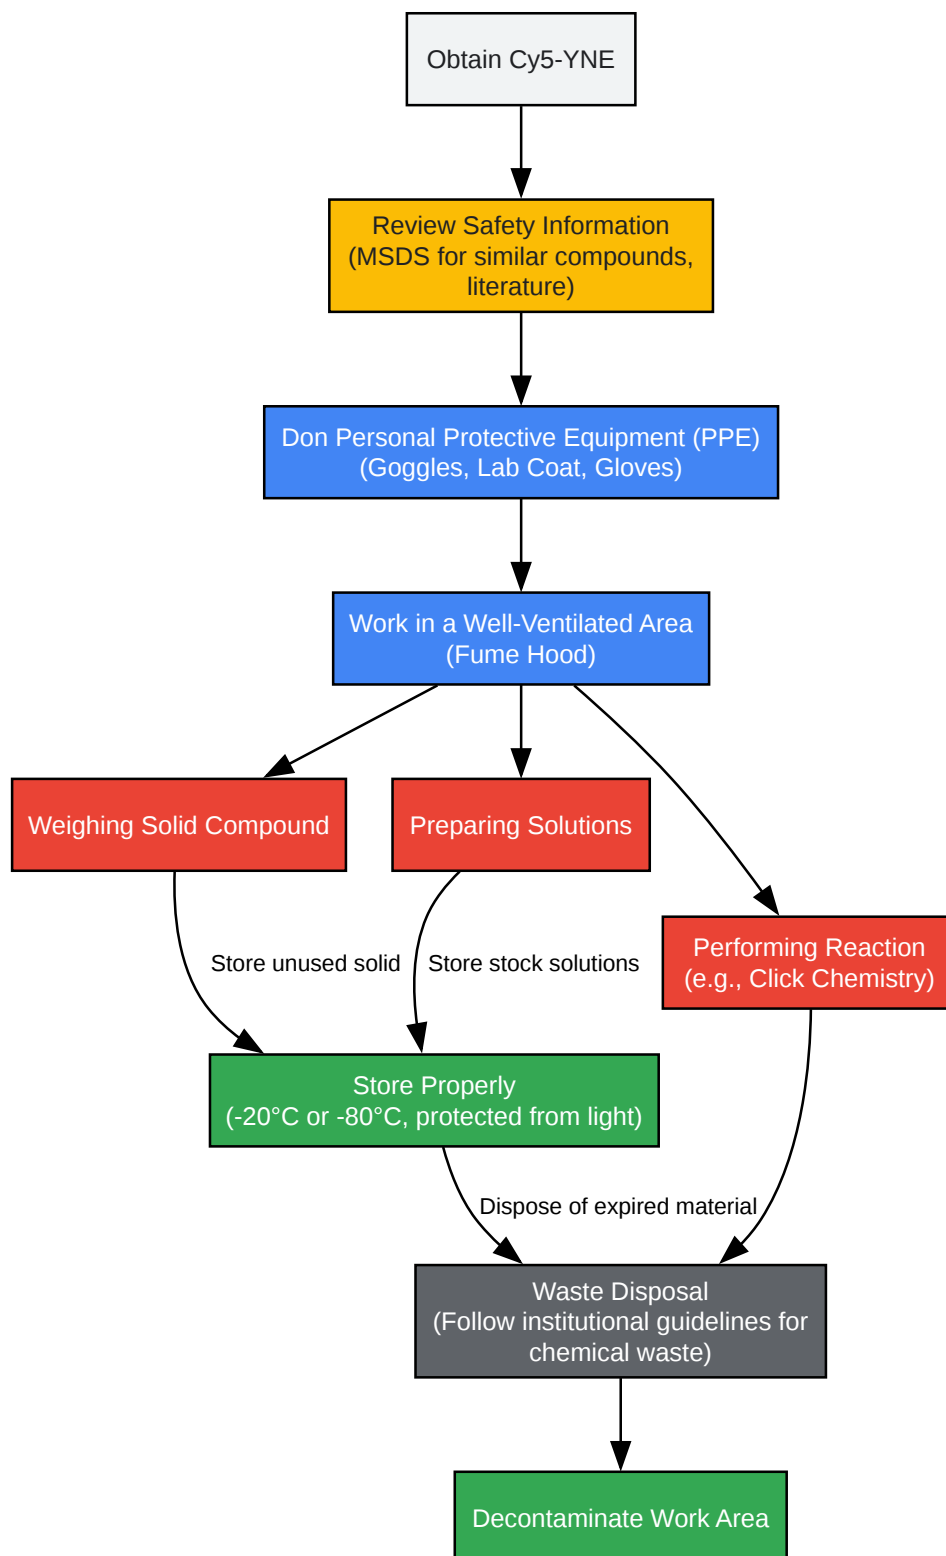 Obtain Cy5-YNE
Review Safety Information
(MSDS for similar compounds,
literature)
Don Personal Protective Equipment (PPE)
(Goggles, Lab Coat, Gloves)
Work in a Well-Ventilated Area
(Fume Hood)
Weighing Solid Compound
Preparing Solutions
Performing Reaction
(e.g., Click Chemistry)
Store unused solid
Store stock solutions
Store Properly
(-20°C or -80°C, protected from light)
Dispose of expired material
Waste Disposal
(Follow institutional guidelines for
chemical waste)
Decontaminate Work Area